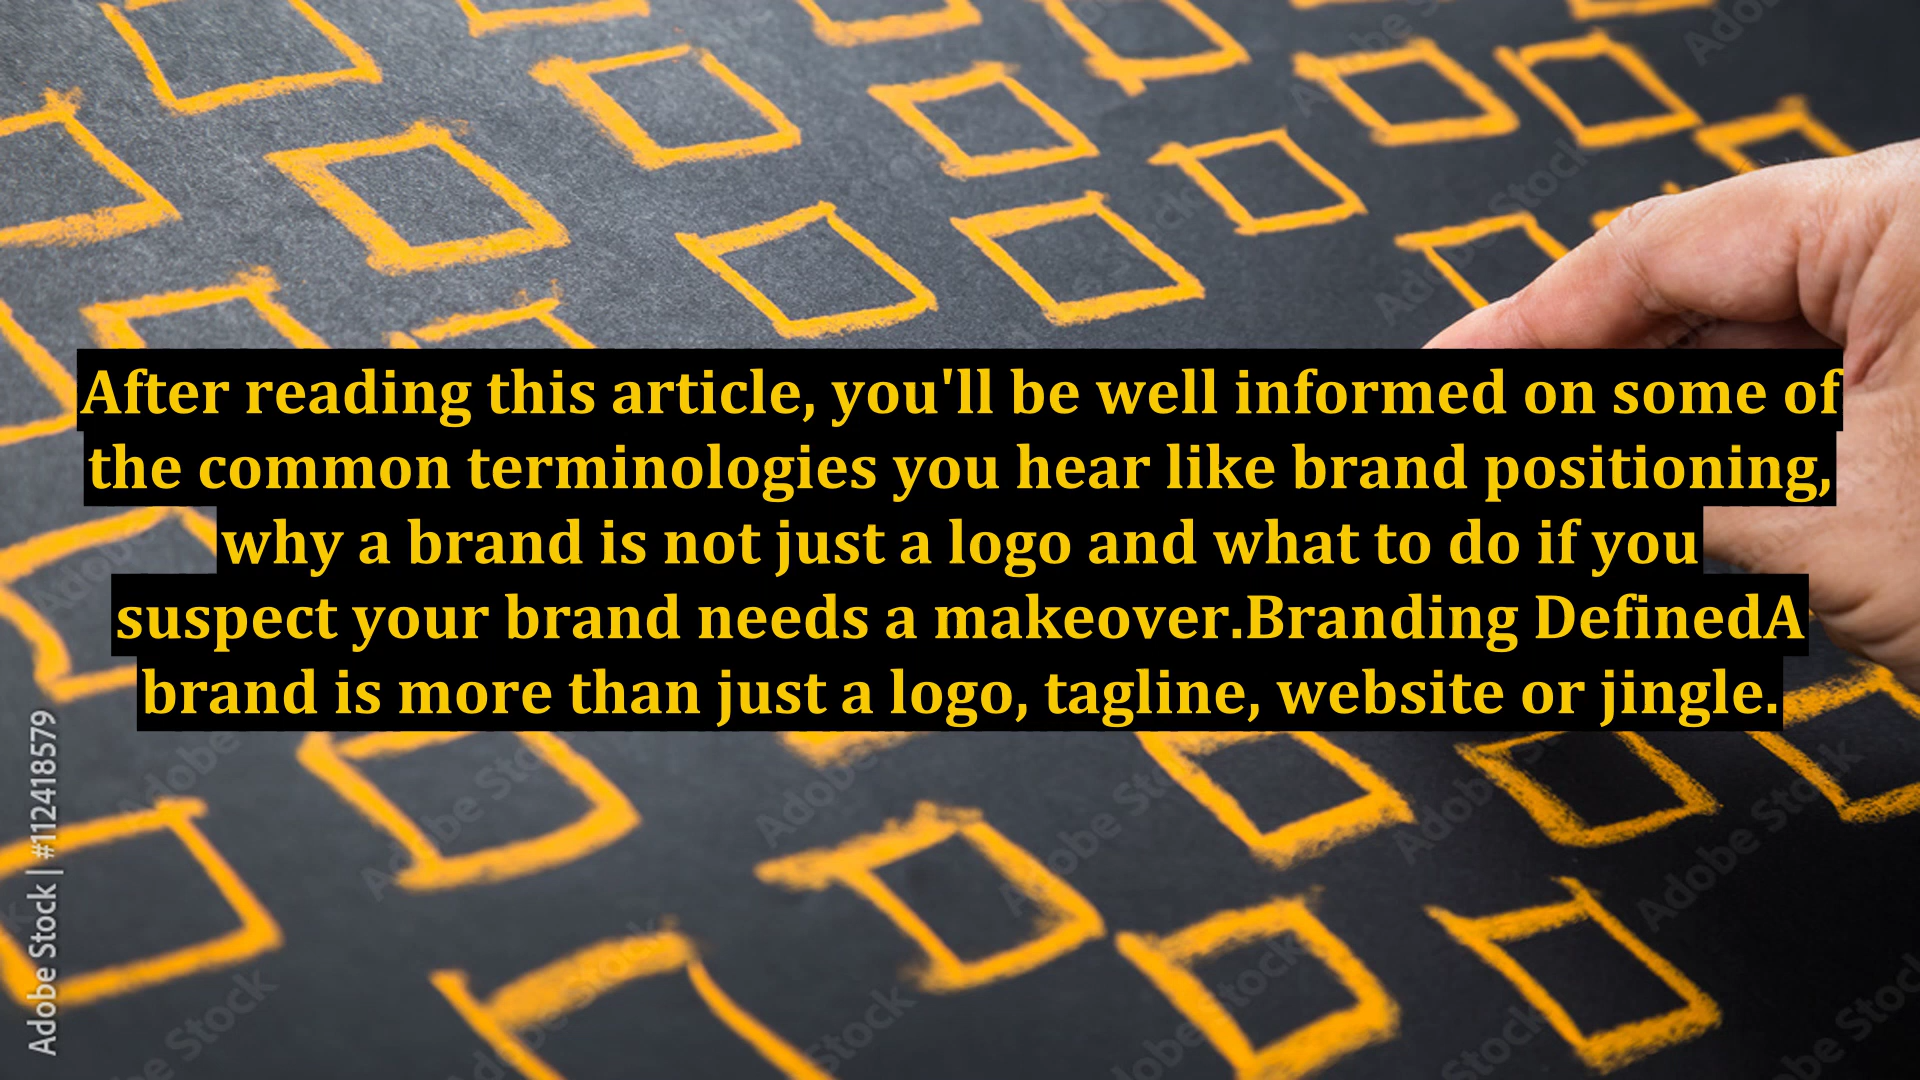 After reading this article, you'll be well informed on some of
the common terminologies you hear like brand positioning,
why a brand is not just a logo and what to do if you
suspect your brand needs a makeover.Branding DefinedA
brand is more than just a logo, tagline, website or jingle.
Adobe Stock | #112418579